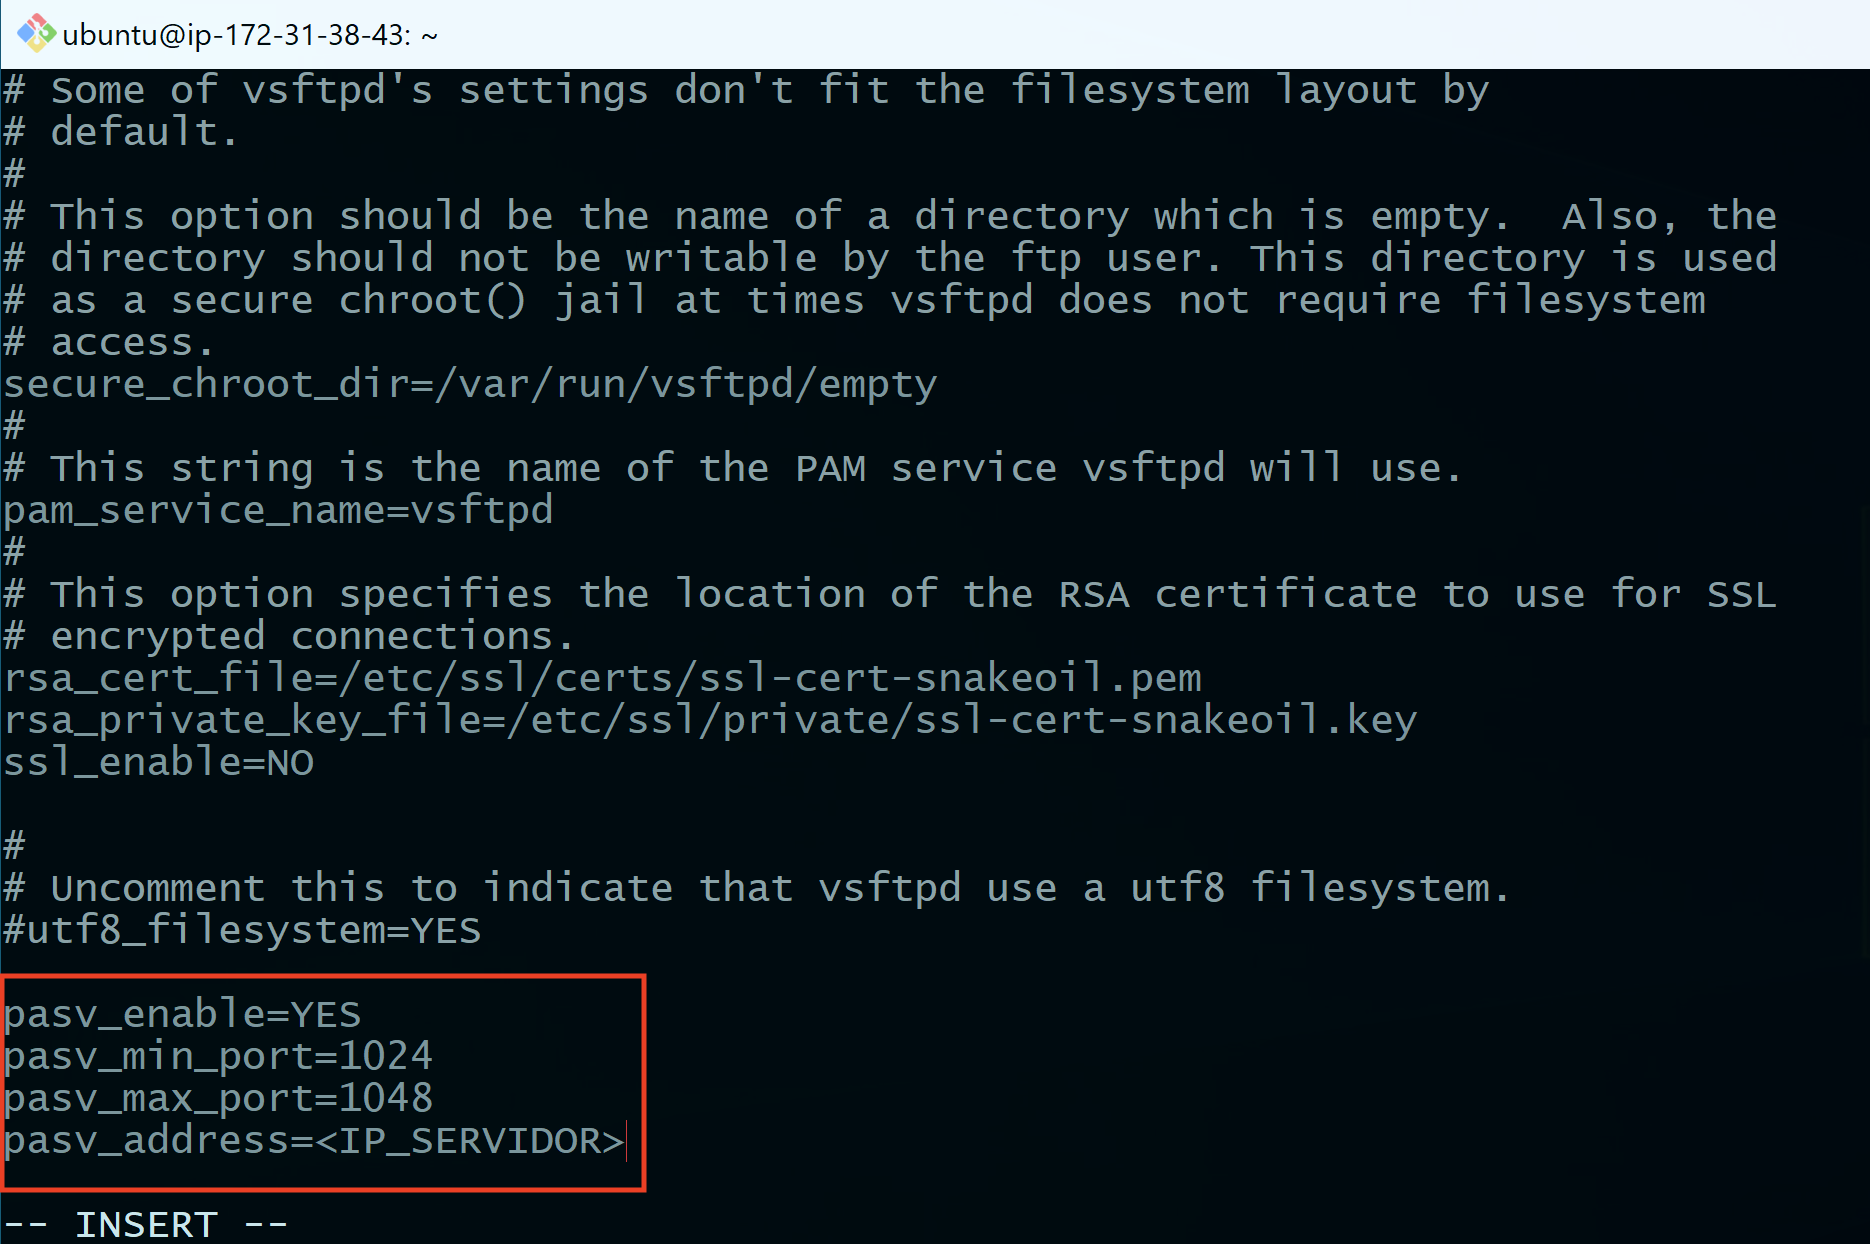 ubuntu@ip-172-31-38-43: ~
# Some of vsftpd's settings don't fit the filesystem layout by
# default.
#
# This option should be the name of a directory which is empty.  Also, the
# directory should not be writable by the ftp user. This directory is used
# as a secure chroot() jail at times vsftpd does not require filesystem
# access.
secure_chroot_dir=/var/run/vsftpd/empty
#
# This string is the name of the PAM service vsftpd will use.
pam_service_name=vsftpd
#
# This option specifies the location of the RSA certificate to use for SSL
# encrypted connections.
rsa_cert_file=/etc/ssl/certs/ssl-cert-snakeoil.pem
rsa_private_key_file=/etc/ssl/private/ssl-cert-snakeoil.key
ssl_enable=NO
#
# Uncomment this to indicate that vsftpd use a utf8 filesystem.
#utf8_filesystem=YES
pasv_enable=YES
pasv_min_port=1024
pasv_max_port=1048
pasv_address=<IP_SERVIDOR>
-- INSERT --